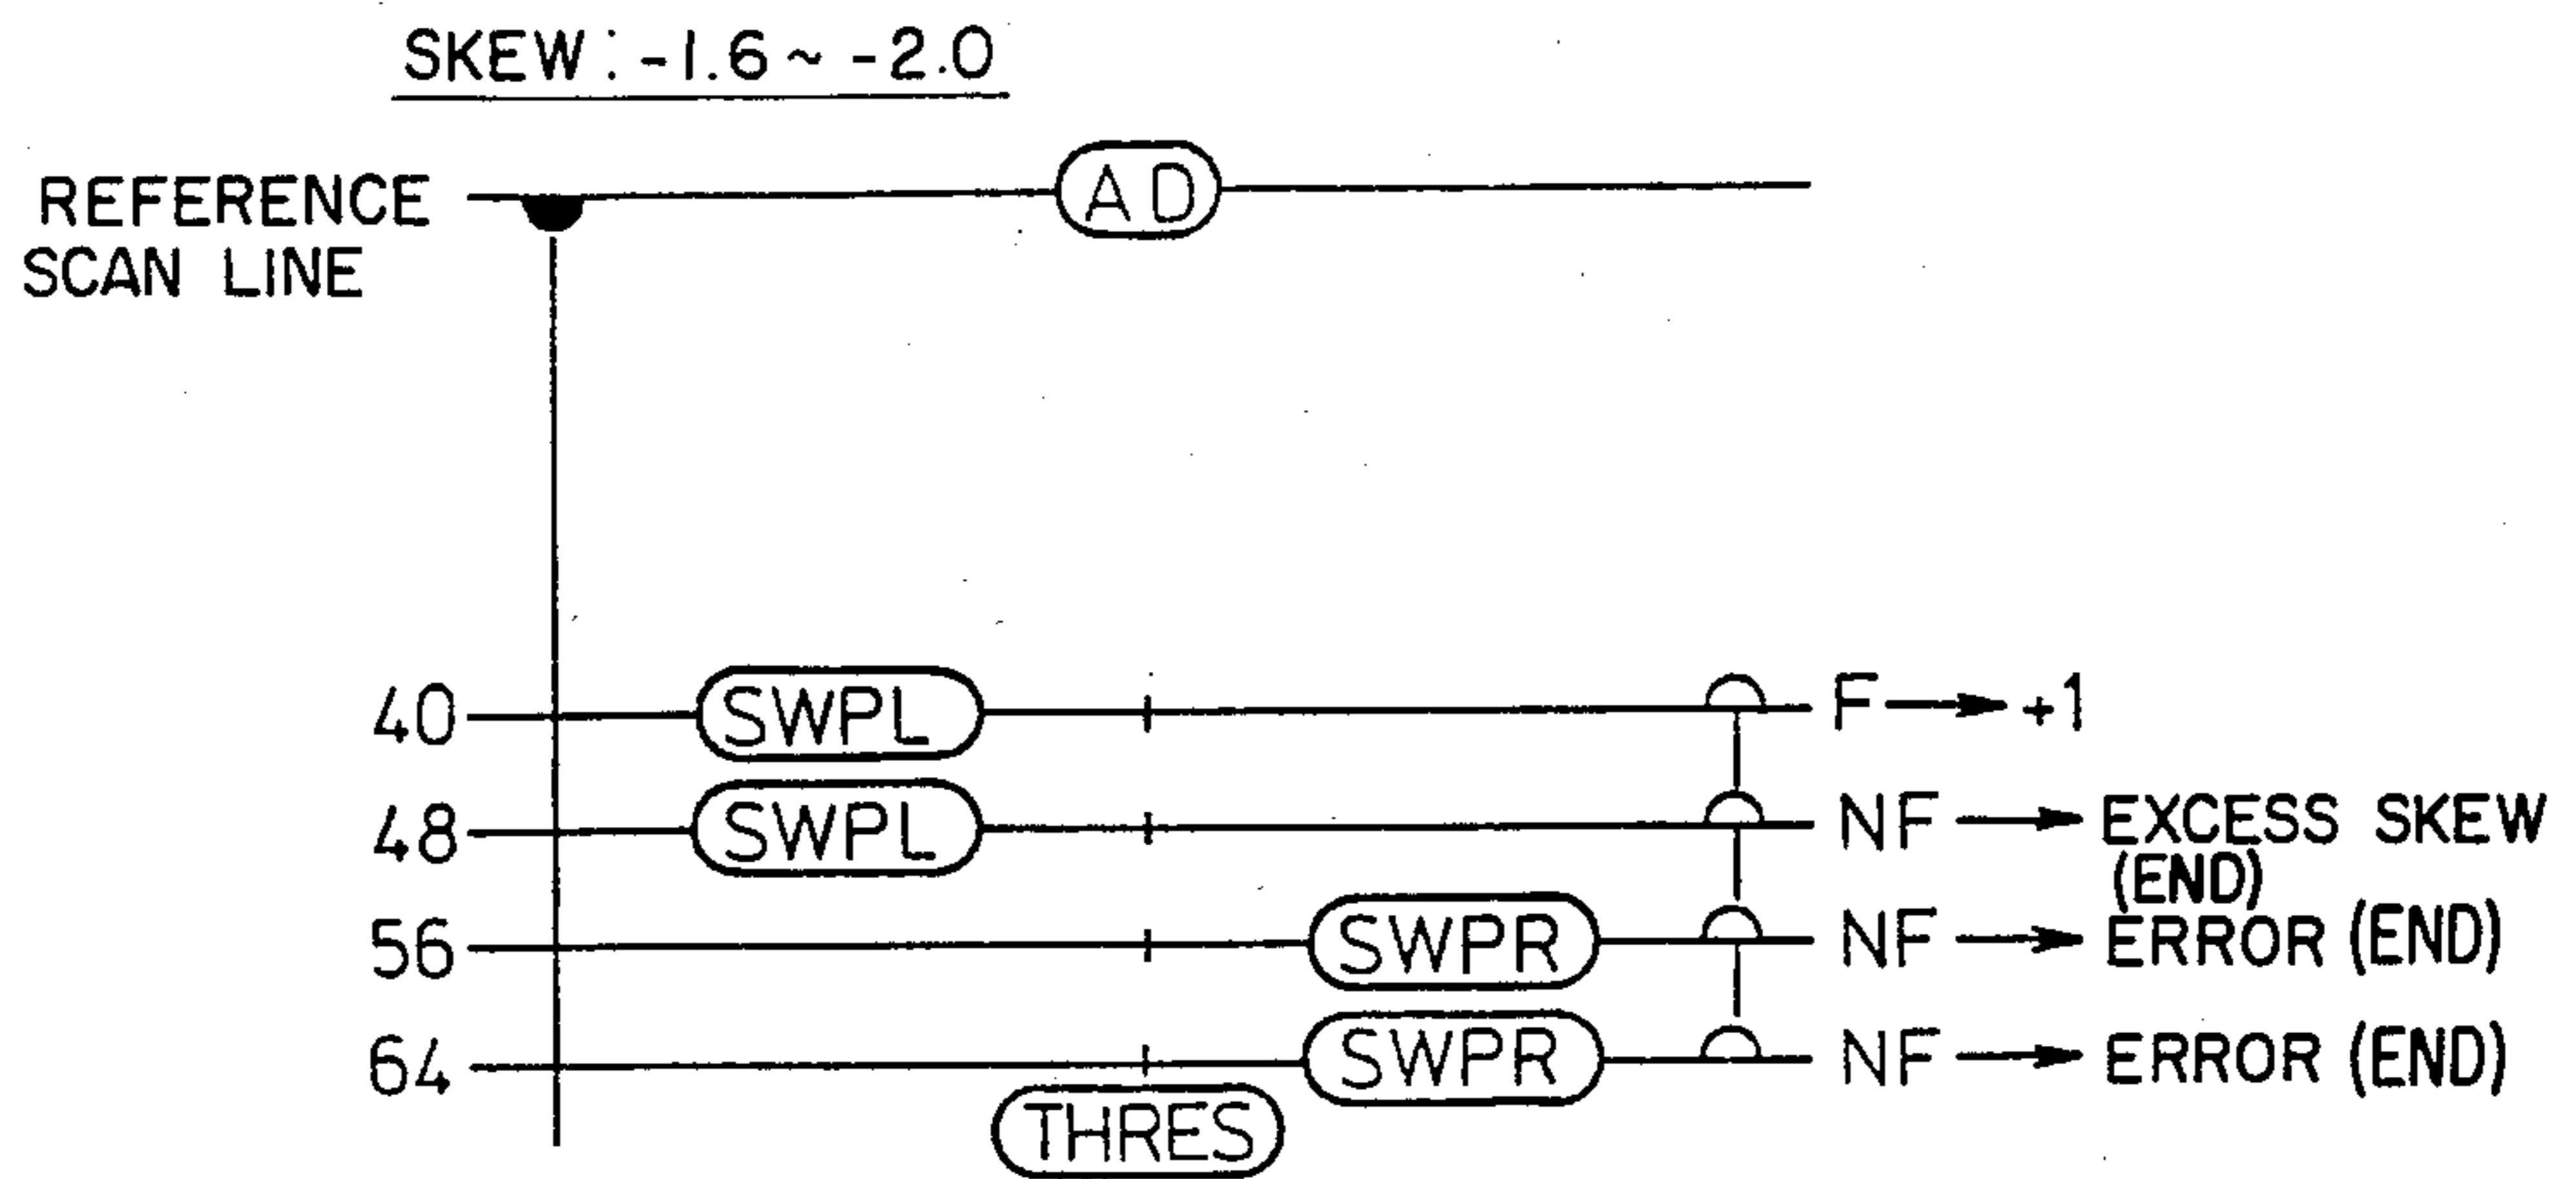 SKEW: -1.6 ~ -2.0
REFERENCE
SCAN LINE
AD
40 SWPL F → +1
48 SWPL NF → EXCESS SKEW
(END)
56 SWPR NF → ERROR (END)
64 SWPR NF → ERROR (END)
THRES